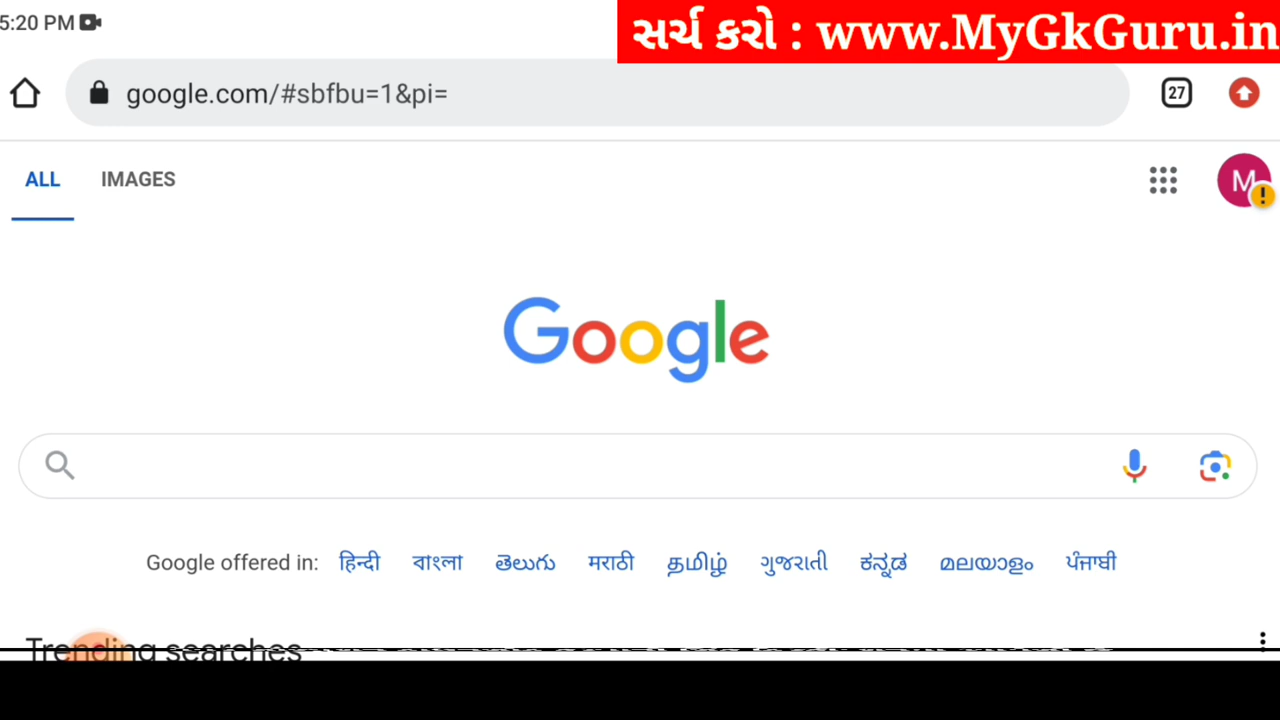 5:20 PM
સર્ચ કરો : www.MyGkGuru.in
google.com/#sbfbu=1&pi=
27
ALL IMAGES
M
Google
Google offered in: हिन्दी বাংলা తెలుగు मराठी தமிழ் ગુજરાતી ಕನ್ನಡ മലയാളം ਪੰਜਾਬੀ
Trending searches